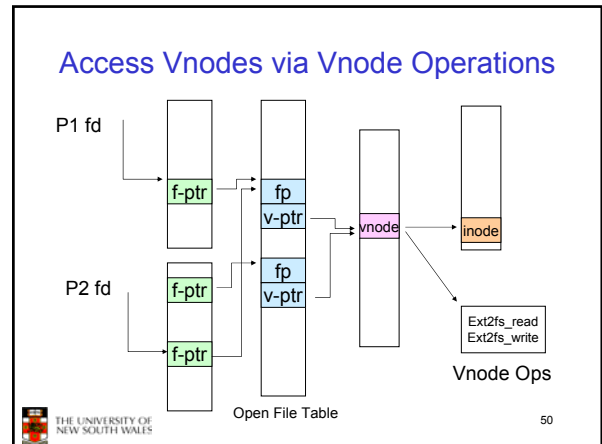 Access Vnodes via Vnode Operations
P1 fd
f-ptr
fp
v-ptr
vnode
inode
P2 fd
f-ptr
fp
v-ptr
f-ptr
Ext2fs_read
Ext2fs_write
Vnode Ops
Open File Table
THE UNIVERSITY OF
NEW SOUTH WALES
50